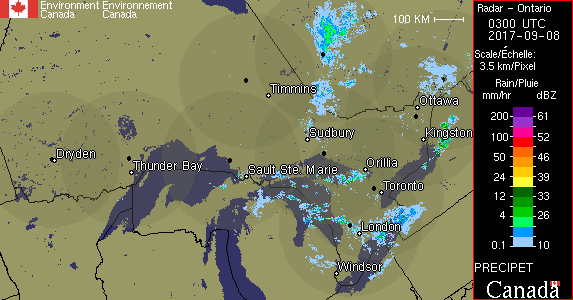 Environment Environnement
Canada Canada
100 KM
Timmins
Ottawa
Sudbury
Kingston
Dryden
Thunder Bay
Sault Ste. Marie
Orillia
Toronto
London
Windsor
Radar - Ontario
0300 UTC
2017-09-08
Scale/Échelle:
3.5 km/Pixel
Rain/Pluie
mm/hr dBZ
200 61
100 52
50 46
24 39
12 33
4 26
0.1 10
PRECIPET
Canada